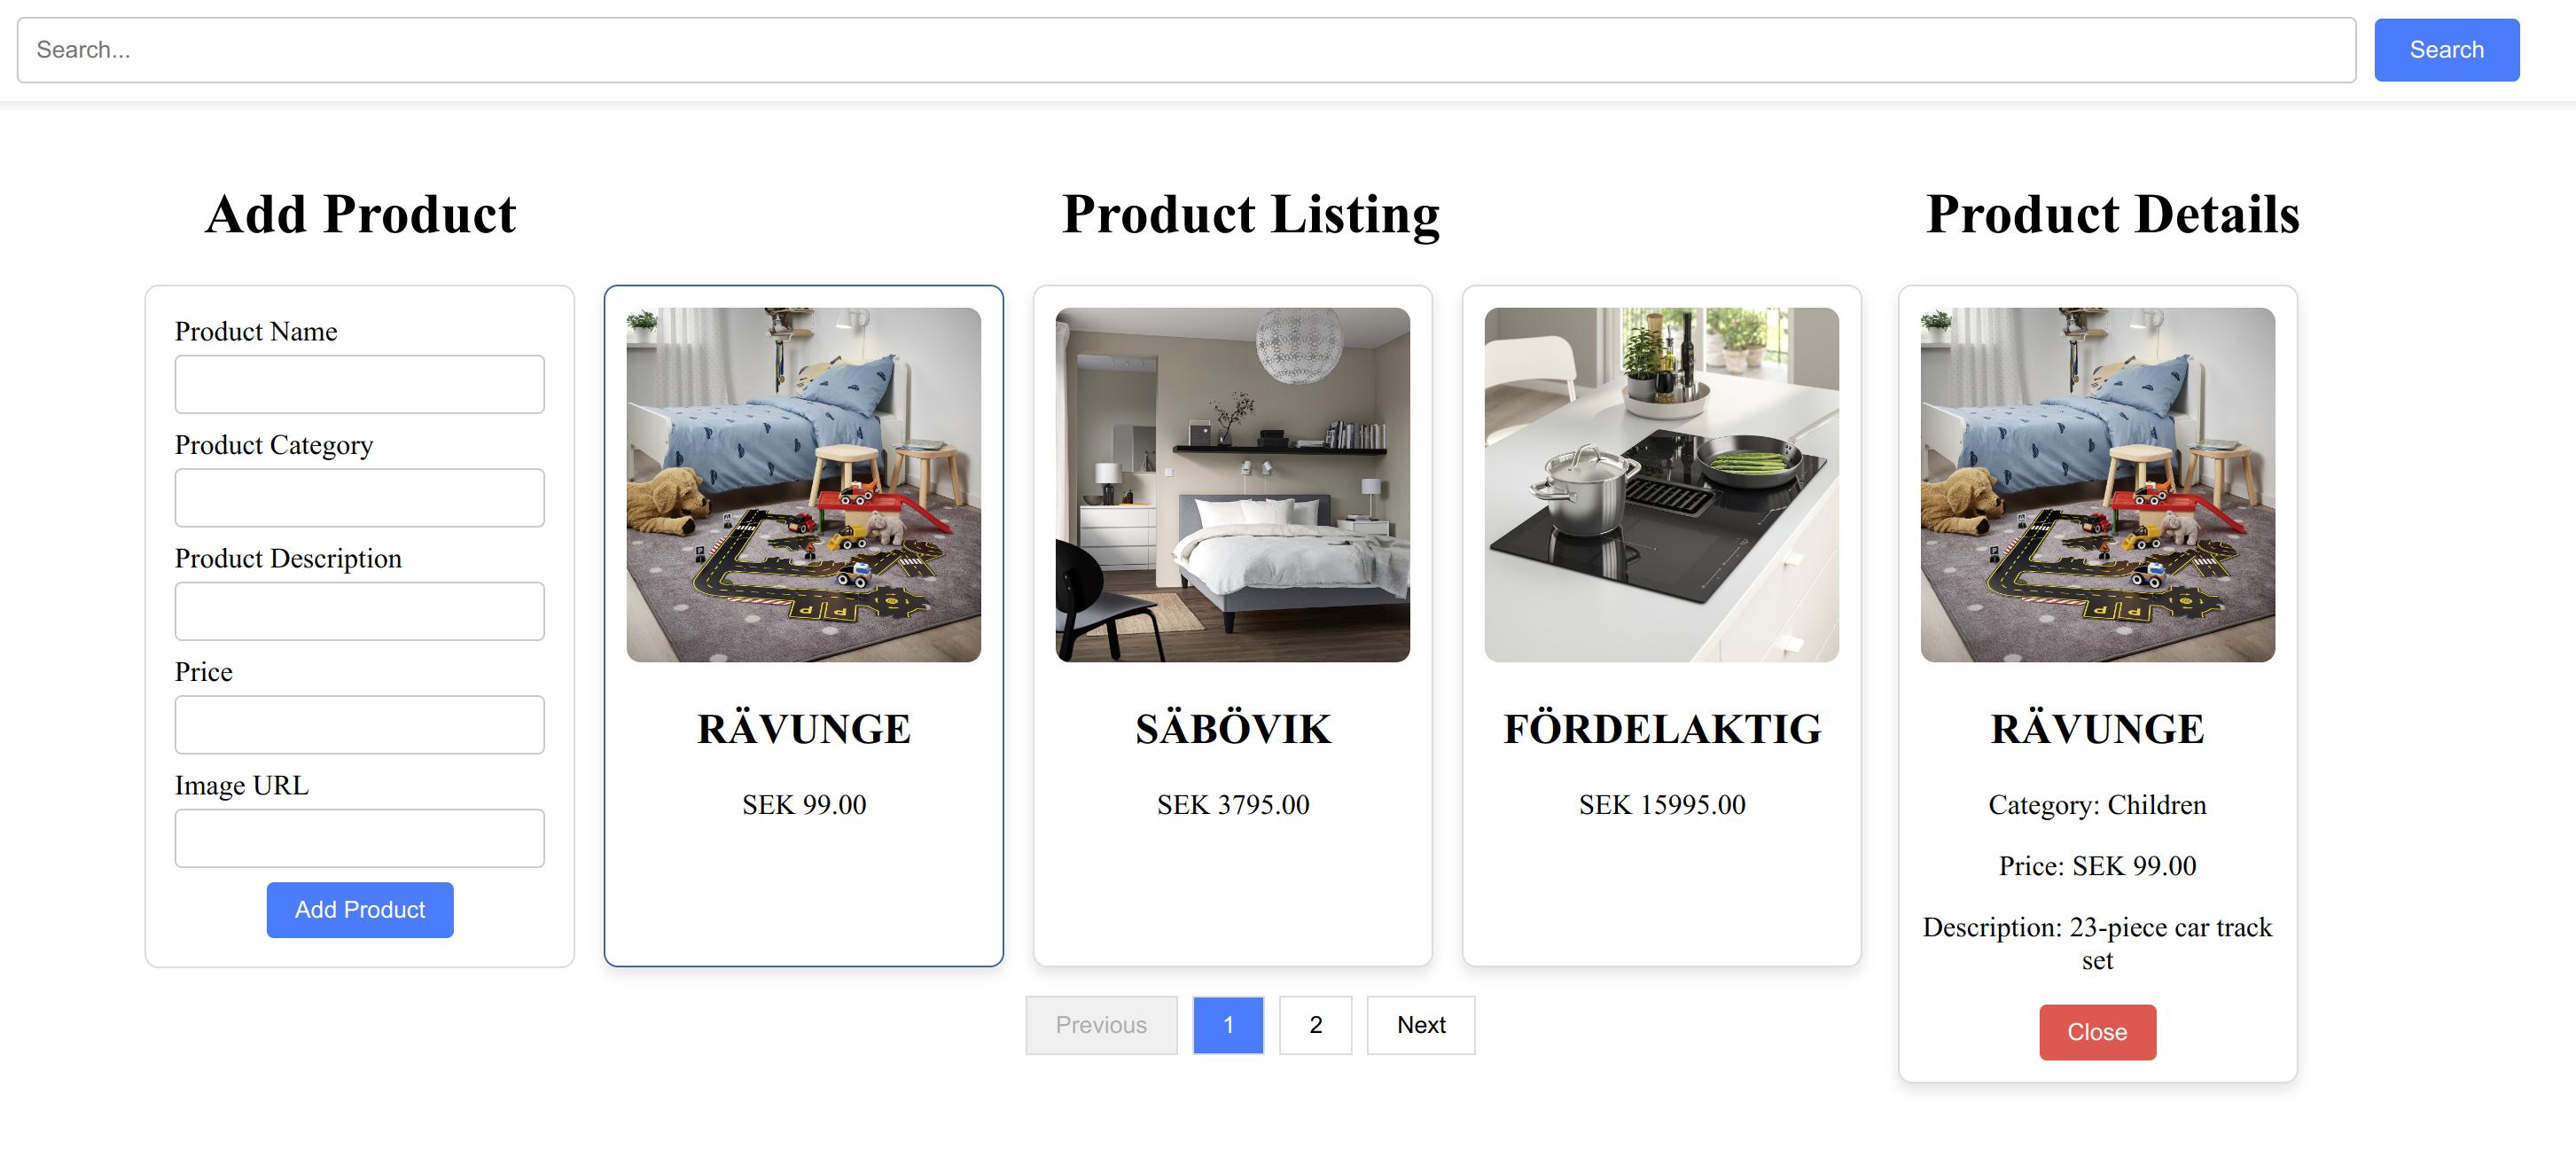 Search...
Search
Add Product
Product Name
Product Category
Product Description
Price
Image URL
Add Product
Product Listing
RÄVUNGE
SEK 99.00
SÄBÖVIK
SEK 3795.00
FÖRDELAKTIG
SEK 15995.00
Previous
1
2
Next
Product Details
RÄVUNGE
Category: Children
Price: SEK 99.00
Description: 23-piece car track
set
Close